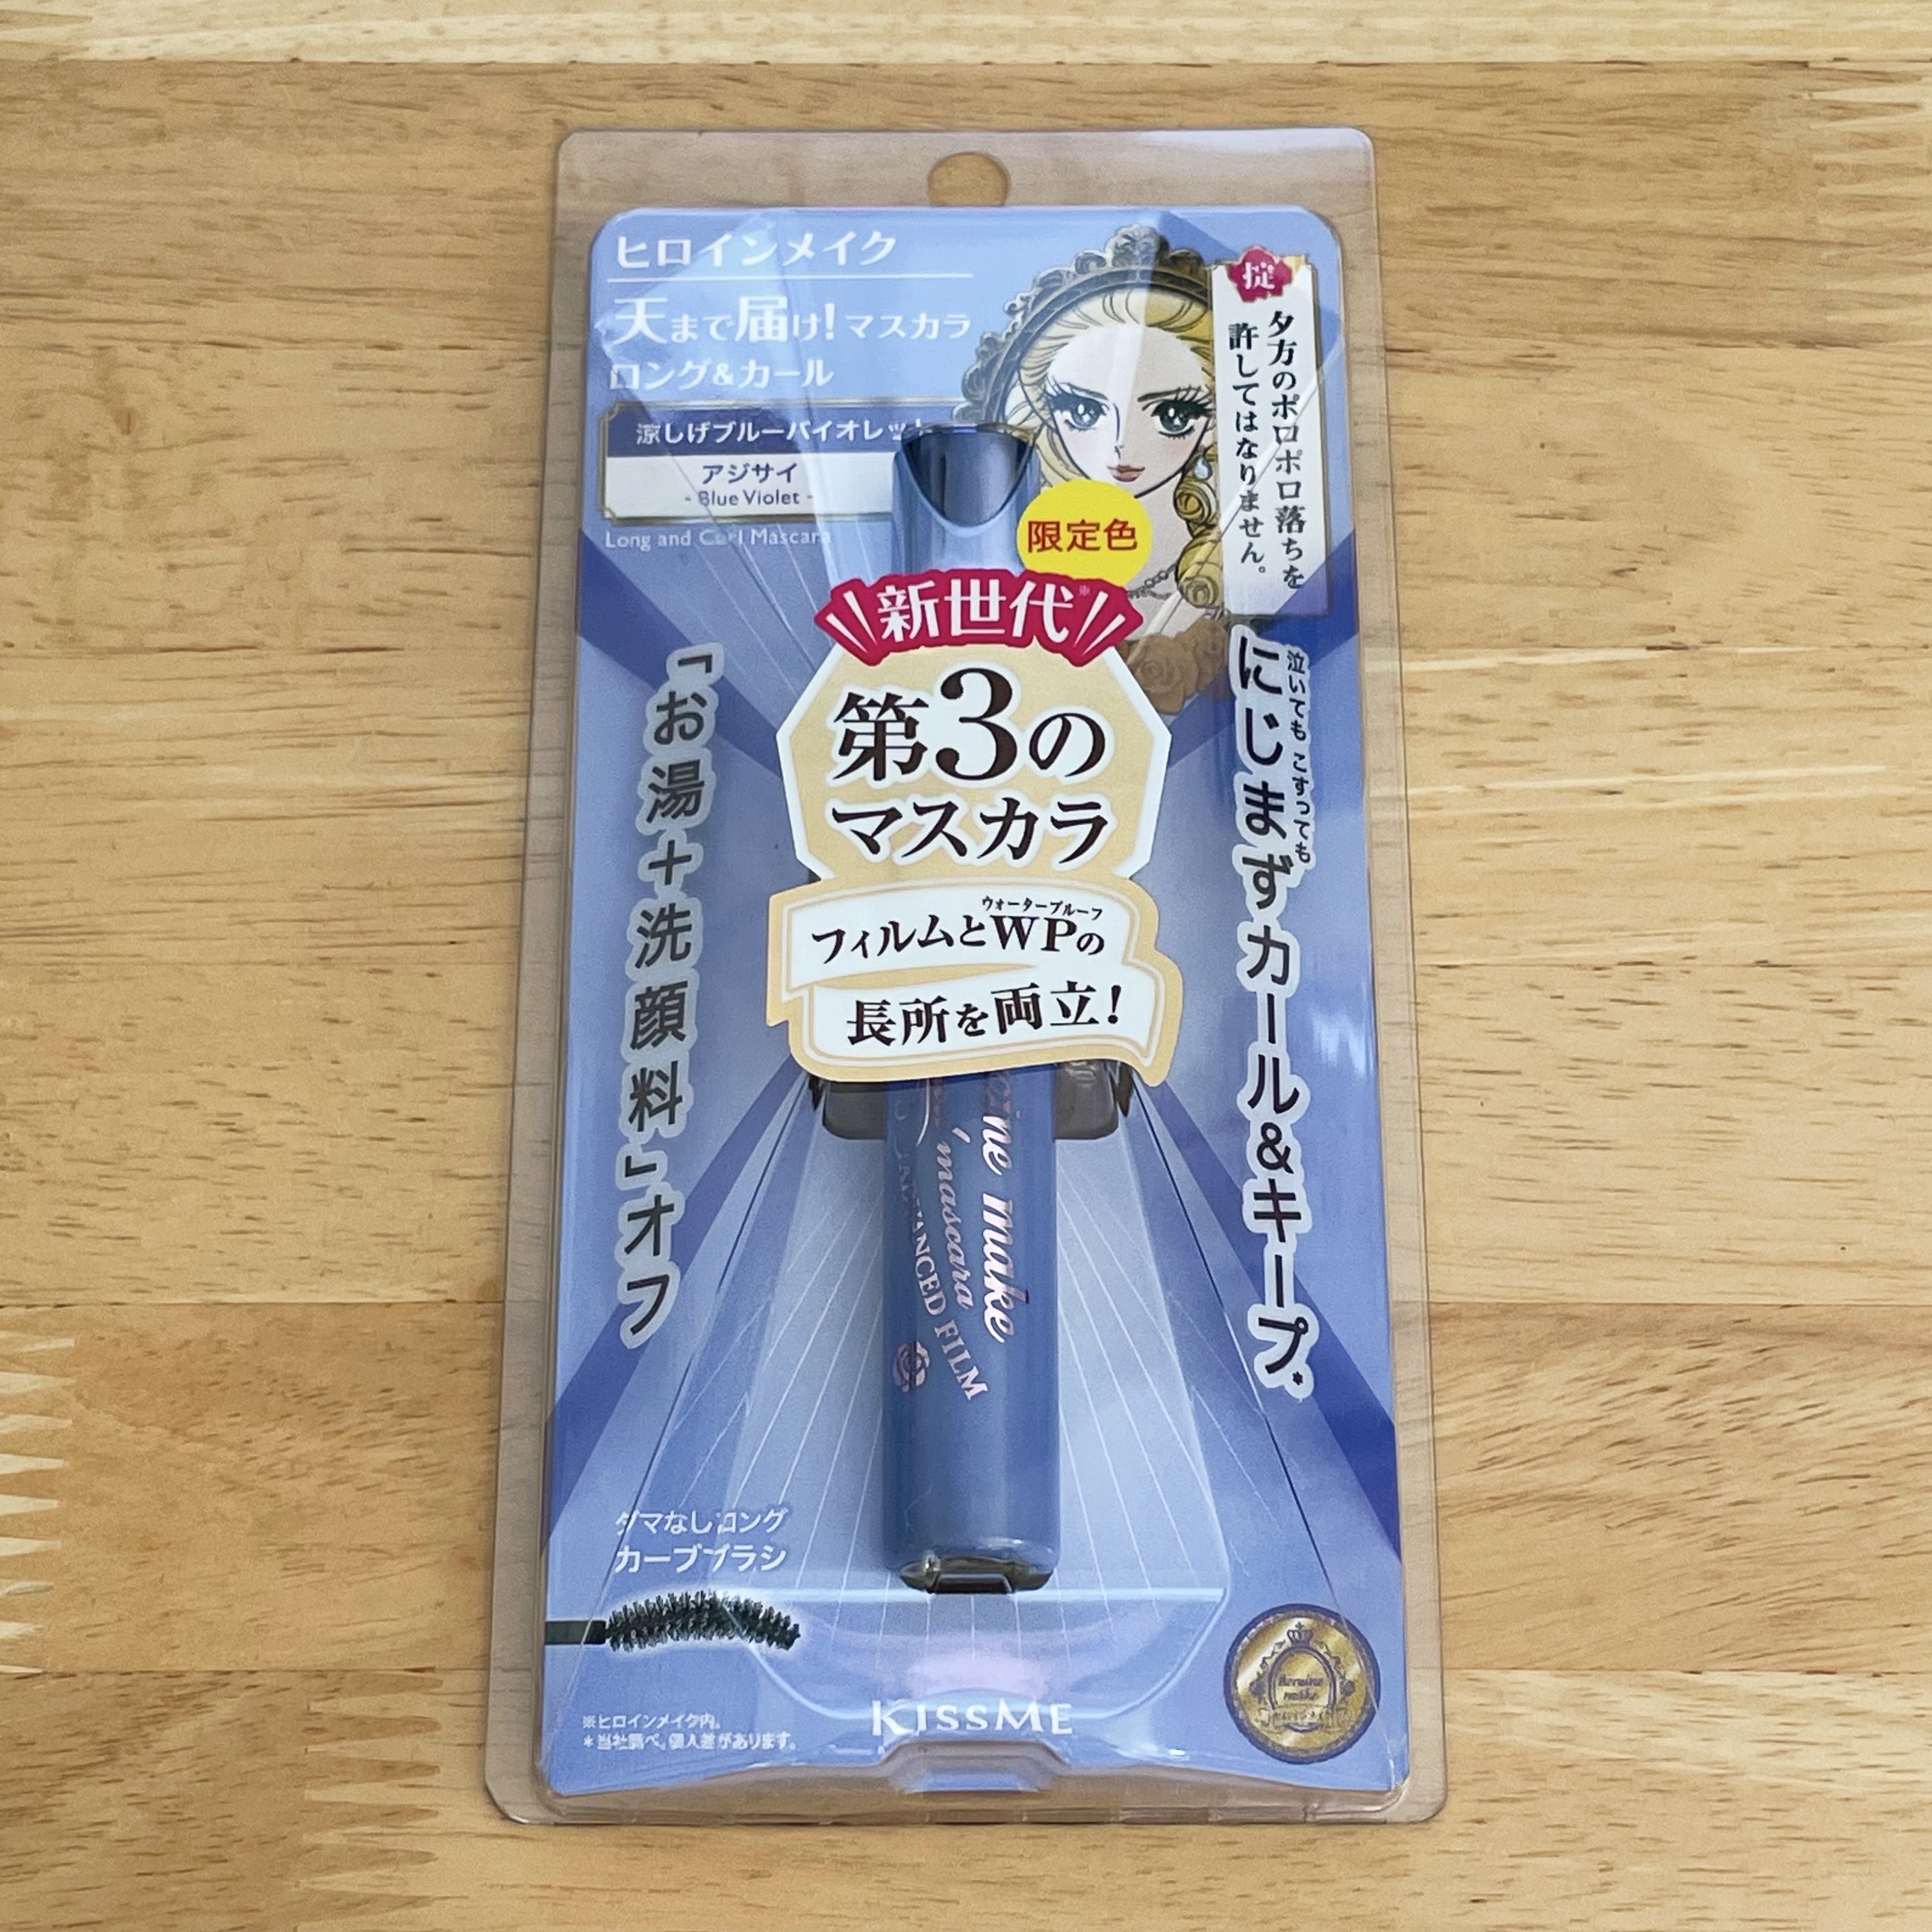 ヒロインメイク
天まで届け!マスカラ
ロング&カール
涼しげブルーバイオレット
アジサイ
- Blue Violet -
Long and Curl Mascara
掟
夕方のポロポロ落ちを
許してはなりません。
限定色
新世代※
第3の
マスカラ
ウォータープルーフ
フィルムとWPの
長所を両立!
「お湯+洗顔料」オフ
泣いても こすっても
にじまずカール&キープ*
make
mascara
ADVANCED FILM
ダマなしロング
カーブブラシ
※ヒロインメイク内。
*当社調べ。個人差があります。
KISSME
Heroine
make